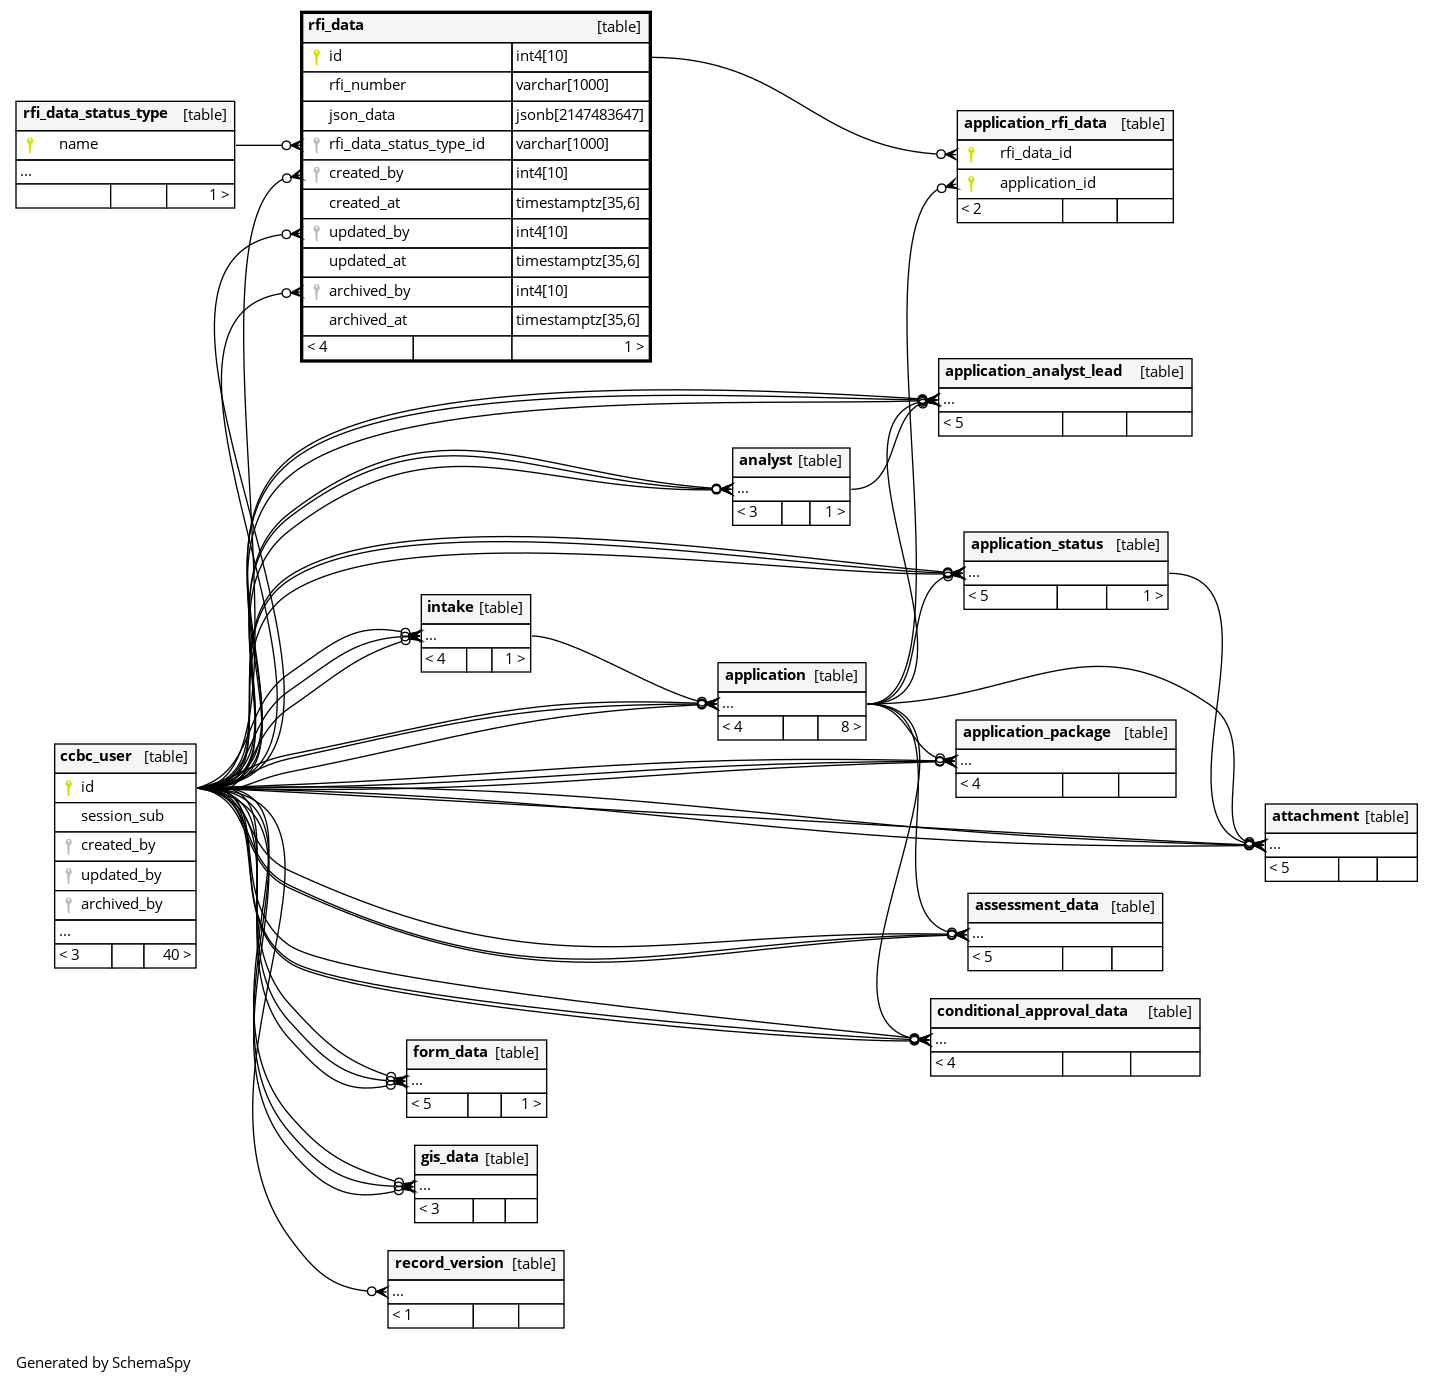 rfi_data [table]
id int4[10]
rfi_number varchar[1000]
json_data jsonb[2147483647]
rfi_data_status_type_id varchar[1000]
created_by int4[10]
created_at timestamptz[35,6]
updated_by int4[10]
updated_at timestamptz[35,6]
archived_by int4[10]
archived_at timestamptz[35,6]
< 4 1 >
rfi_data_status_type [table]
name
...
1 >
application_rfi_data [table]
rfi_data_id
application_id
< 2
application_analyst_lead [table]
...
< 5
analyst [table]
...
< 3 1 >
application_status [table]
...
< 5 1 >
intake [table]
...
< 4 1 >
application [table]
...
< 4 8 >
application_package [table]
...
< 4
ccbc_user [table]
id
session_sub
created_by
updated_by
archived_by
...
< 3 40 >
attachment [table]
...
< 5
assessment_data [table]
...
< 5
conditional_approval_data [table]
...
< 4
form_data [table]
...
< 5 1 >
gis_data [table]
...
< 3
record_version [table]
...
< 1
Generated by SchemaSpy